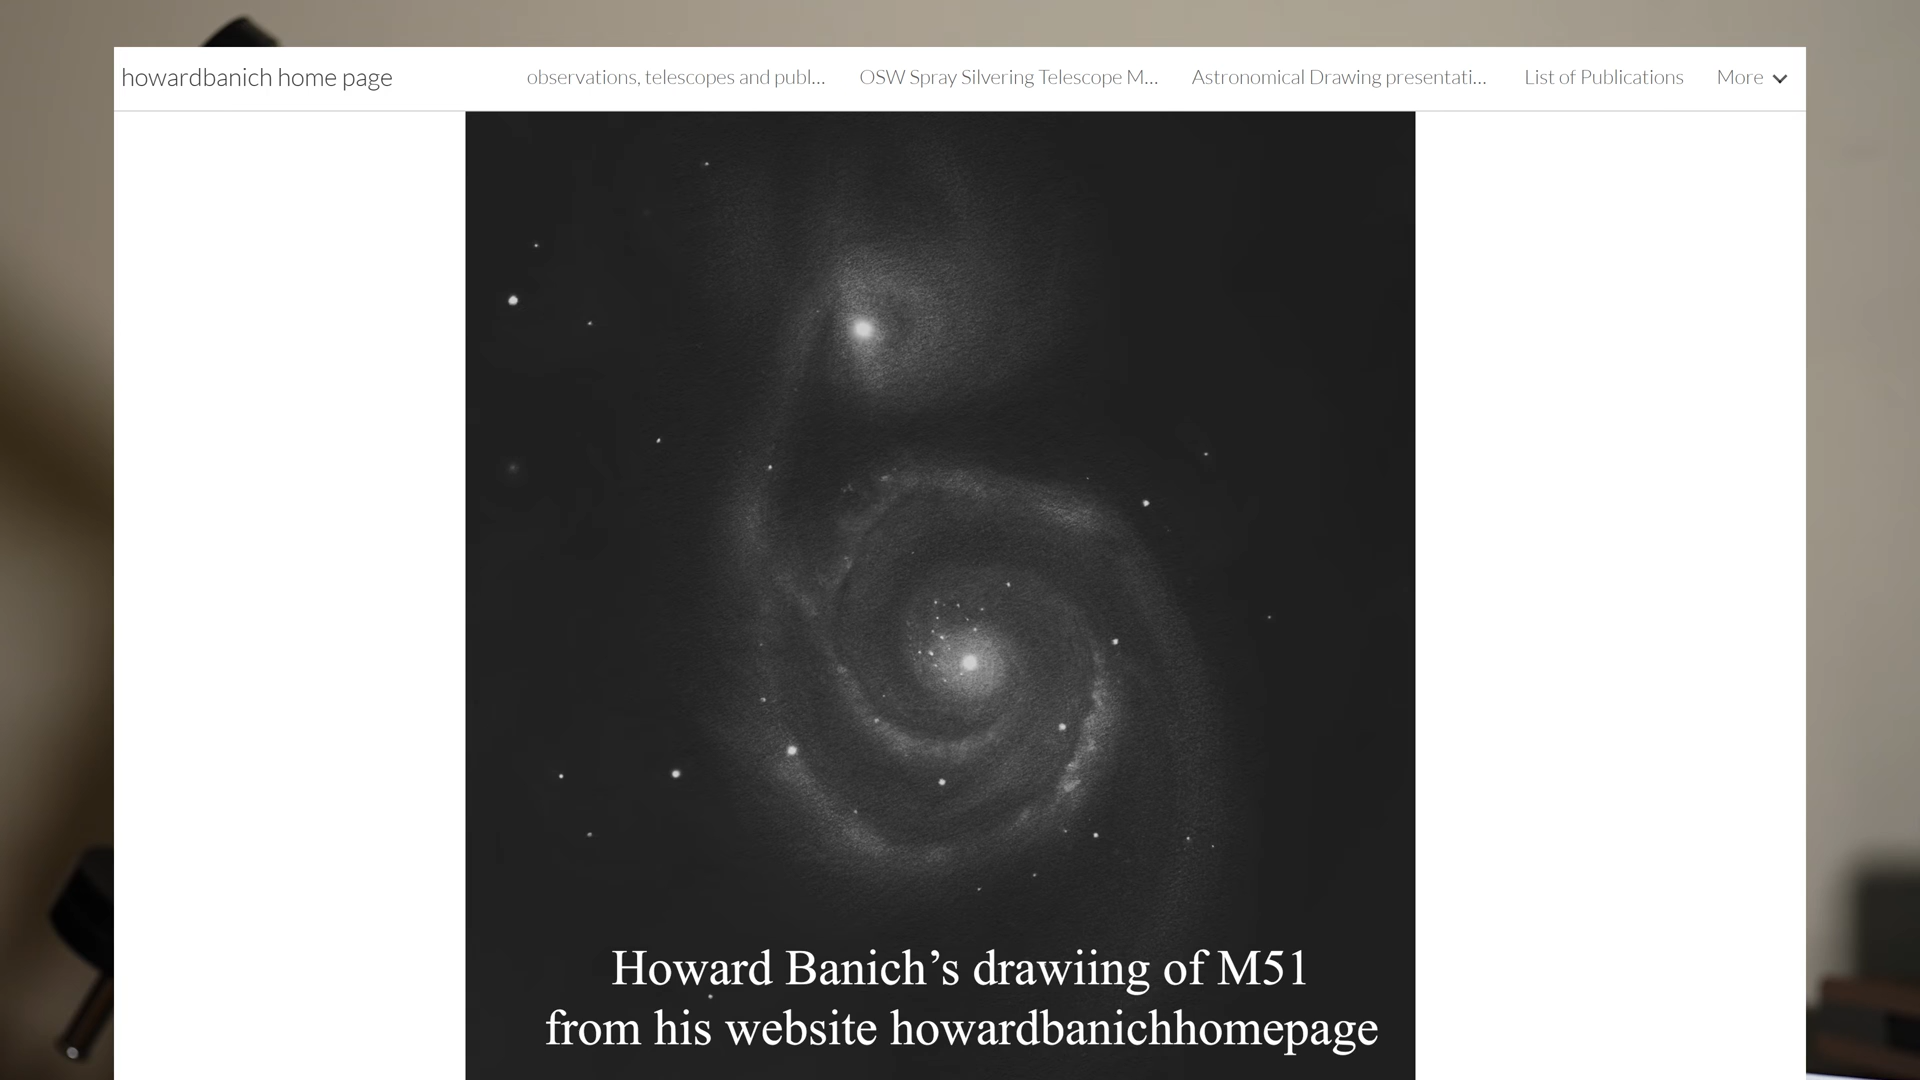 howardbanich home page
observations, telescopes and publ...
OSW Spray Silvering Telescope M...
Astronomical Drawing presentati...
List of Publications
More
Howard Banich’s drawiing of M51
from his website howardbanichhomepage